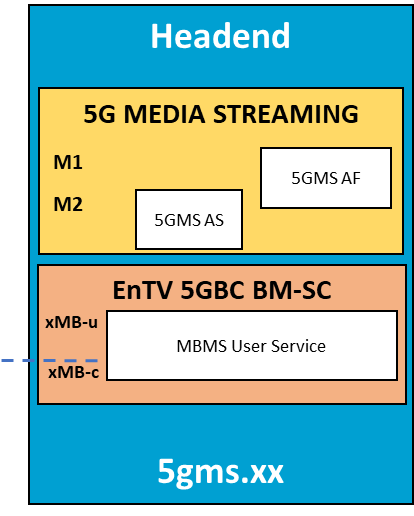 Headend
5G MEDIA STREAMING
M1
5GMS AF
M2
5GMS AS
EnTV 5GBC BM-SC
xMB-u
MBMS User Service
xMB-c
5gms.xx